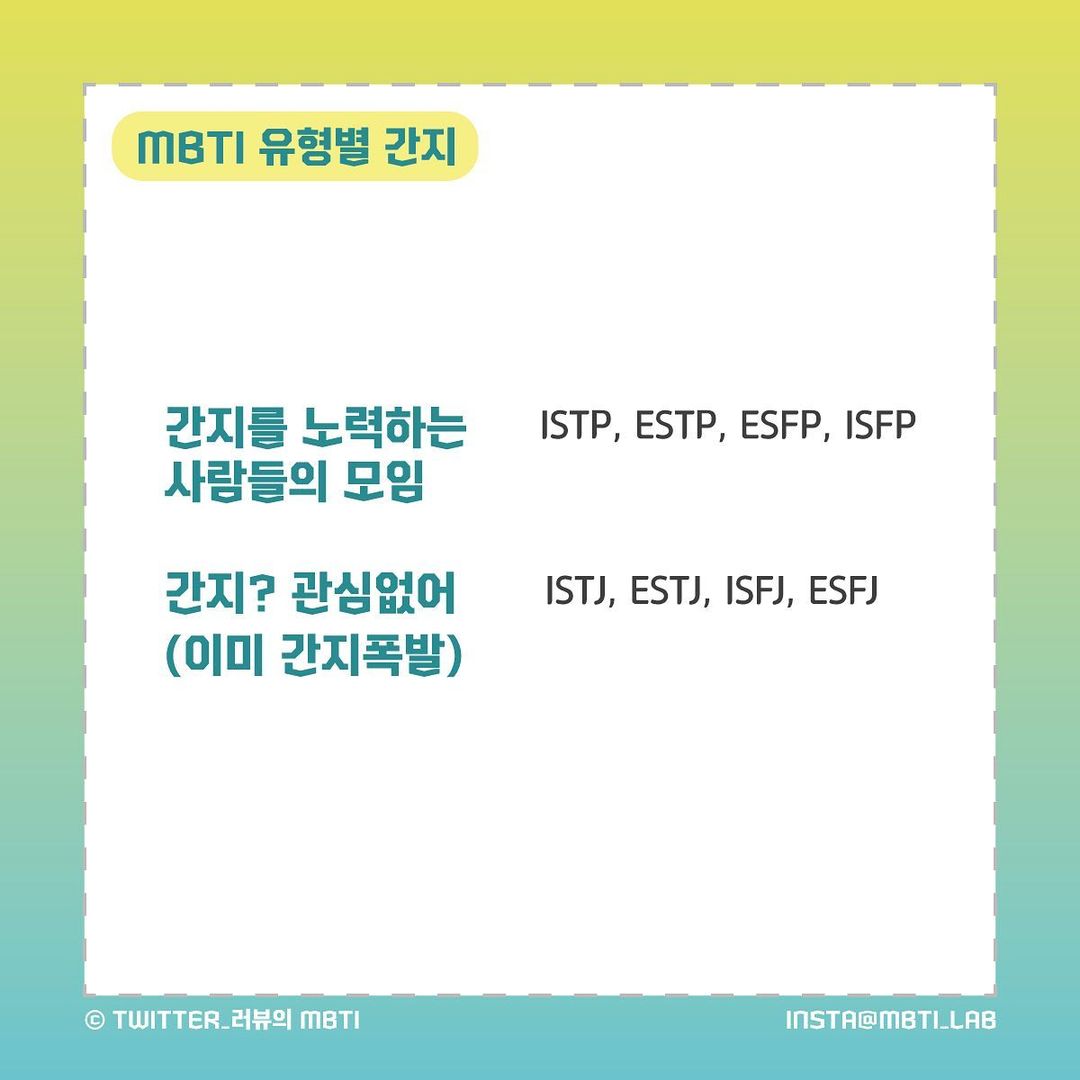 MBTI 유형별 간지
간지를 노력하는 ISTP, ESTP, ESFP, ISFP
사람들의 모임
간지? 관심없어 ISTJ, ESTJ, ISFJ, ESFJ
(이미 간지폭발)
© TWITTER_러뷰의 MBTI INSTA@MBTI_LAB